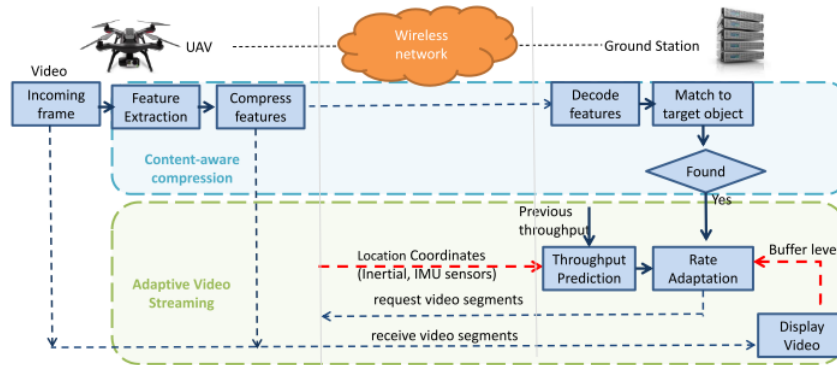 Wireless
network
UAV
Ground Station
Video
Incoming
frame
Feature
Extraction
Compress
features
Decode
features
Match to
target object
Content-aware
compression
Found
Yes
Previous
throughput
Buffer level
Location Coordinates
(Inertial, IMU sensors)
Throughput
Prediction
Rate
Adaptation
Adaptive Video
Streaming
request video segments
receive video segments
Display
Video